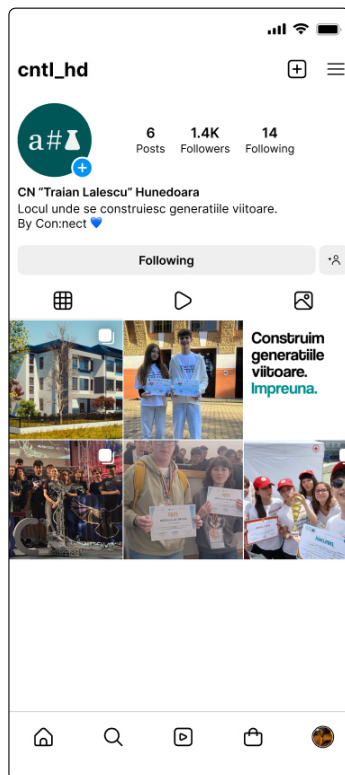 cntl_hd
a#
6 1.4K 14
Posts Followers Following
CN "Traian Lalescu" Hunedoara
Locul unde se construiesc generatiile viitoare.
By Con:nect 💙
Following
Construim
generatiile
viitoare.
Impreuna.